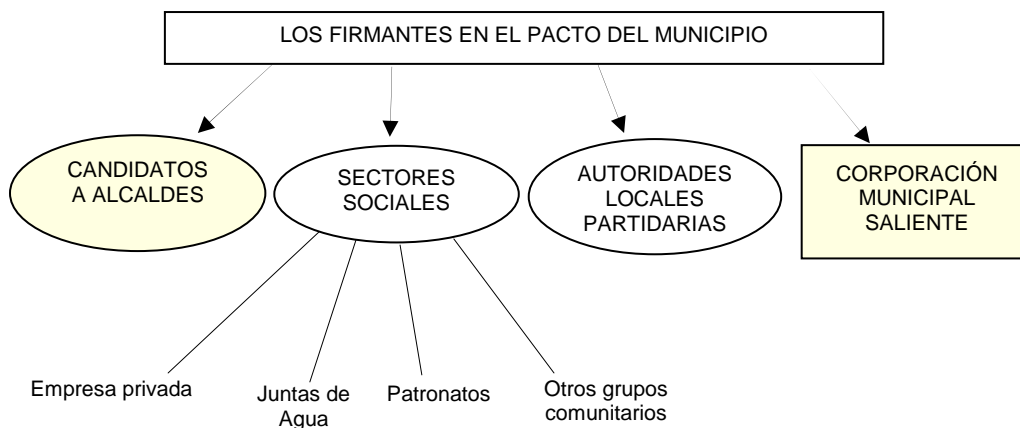 LOS FIRMANTES EN EL PACTO DEL MUNICIPIO
CANDIDATOS
A ALCALDES
SECTORES
SOCIALES
AUTORIDADES
LOCALES
PARTIDARIAS
CORPORACIÓN
MUNICIPAL
SALIENTE
Empresa privada
Juntas de
Agua
Patronatos
Otros grupos
comunitarios